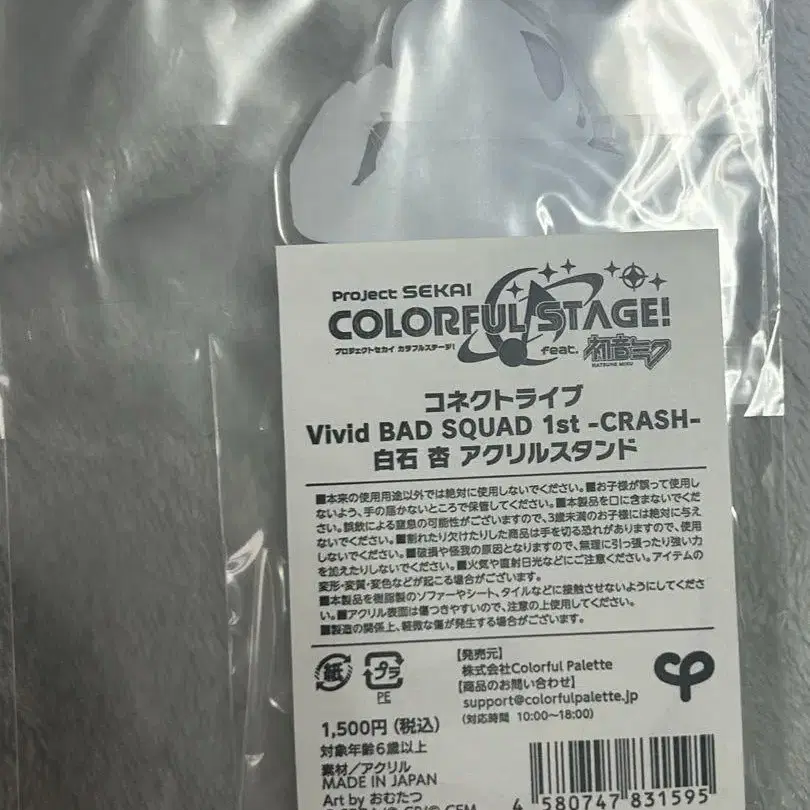 Project SEKAI
COLORFUL STAGE!
プロジェクトセカイ カラフルステージ!
feat. 初音ミク
HATSUNE MIKU
コネクトライブ
Vivid BAD SQUAD 1st -CRASH-
白石 杏 アクリルスタンド
■本来の使用用途以外では絶対に使用しないでください。■お子様が誤って使用し
ないよう、手の届かないところで保管してください。■本製品を口に含まないでくだ
さい。誤飲による窒息の可能性がございますので、3歳未満のお子様には絶対に与え
ないでください。■割れたり欠けたりした商品は手を切る恐れがありますので、使用
しないでください。■破損や怪我の原因となりますので、無理に引っ張ったり強い力
を加えたりしないでください。■火気や直射日光などにご注意ください。アイテムの
変形・変質・変色などが起こる場合がございます。
■本製品を樹脂製のソファーやシート、タイルなどに接触させないようにしてくださ
い。■アクリル表面は傷つきやすいので、注意の上使用してください。
■製造の関係上、軽微な傷が発生する場合がございます。
紙
プラ
PE
【発売元】
株式会社Colorful Palette
【商品のお問い合わせ】
support@colorfulpalette.jp
(対応時間 10:00～18:00)
1,500円(税込)
対象年齢6歳以上
素材/アクリル
MADE IN JAPAN
Art by おむたつ
4 580747 831595